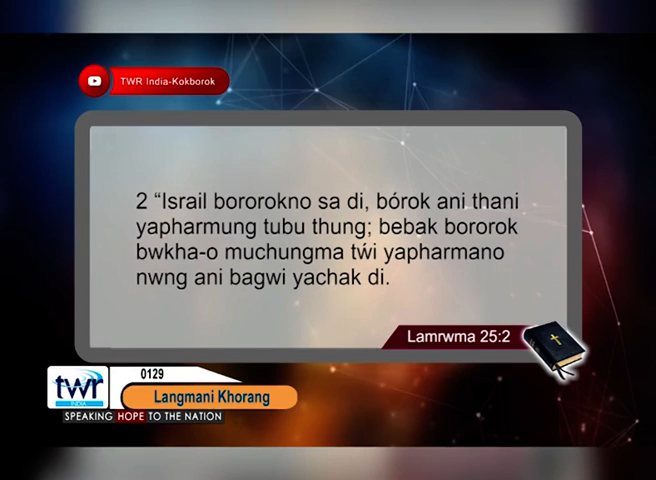 TWR India-Kokborok
2 “Israil bororokno sa di, bórok ani thani
yapharmung tubu thung; bebak bororok
bwkha-o muchungma tẃi yapharmano
nwng ani bagwi yachak di.
Lamrwma 25:2
0129
twr
INDIA
Langmani Khorang
SPEAKING HOPE TO THE NATION